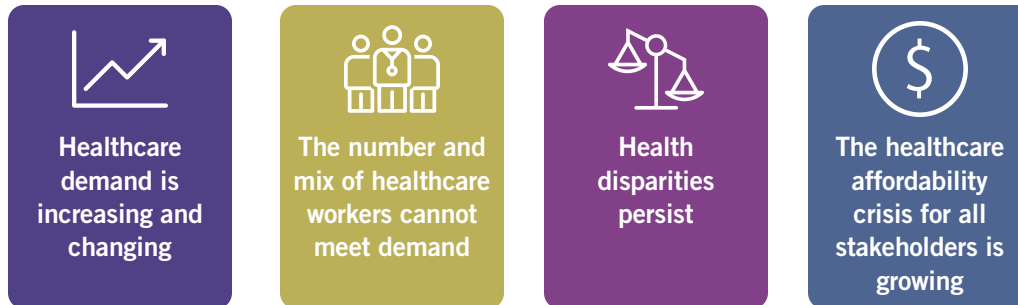 Healthcare
demand is
increasing and
changing
The number and
mix of healthcare
workers cannot
meet demand
Health
disparities
persist
$
The healthcare
affordability
crisis for all
stakeholders is
growing